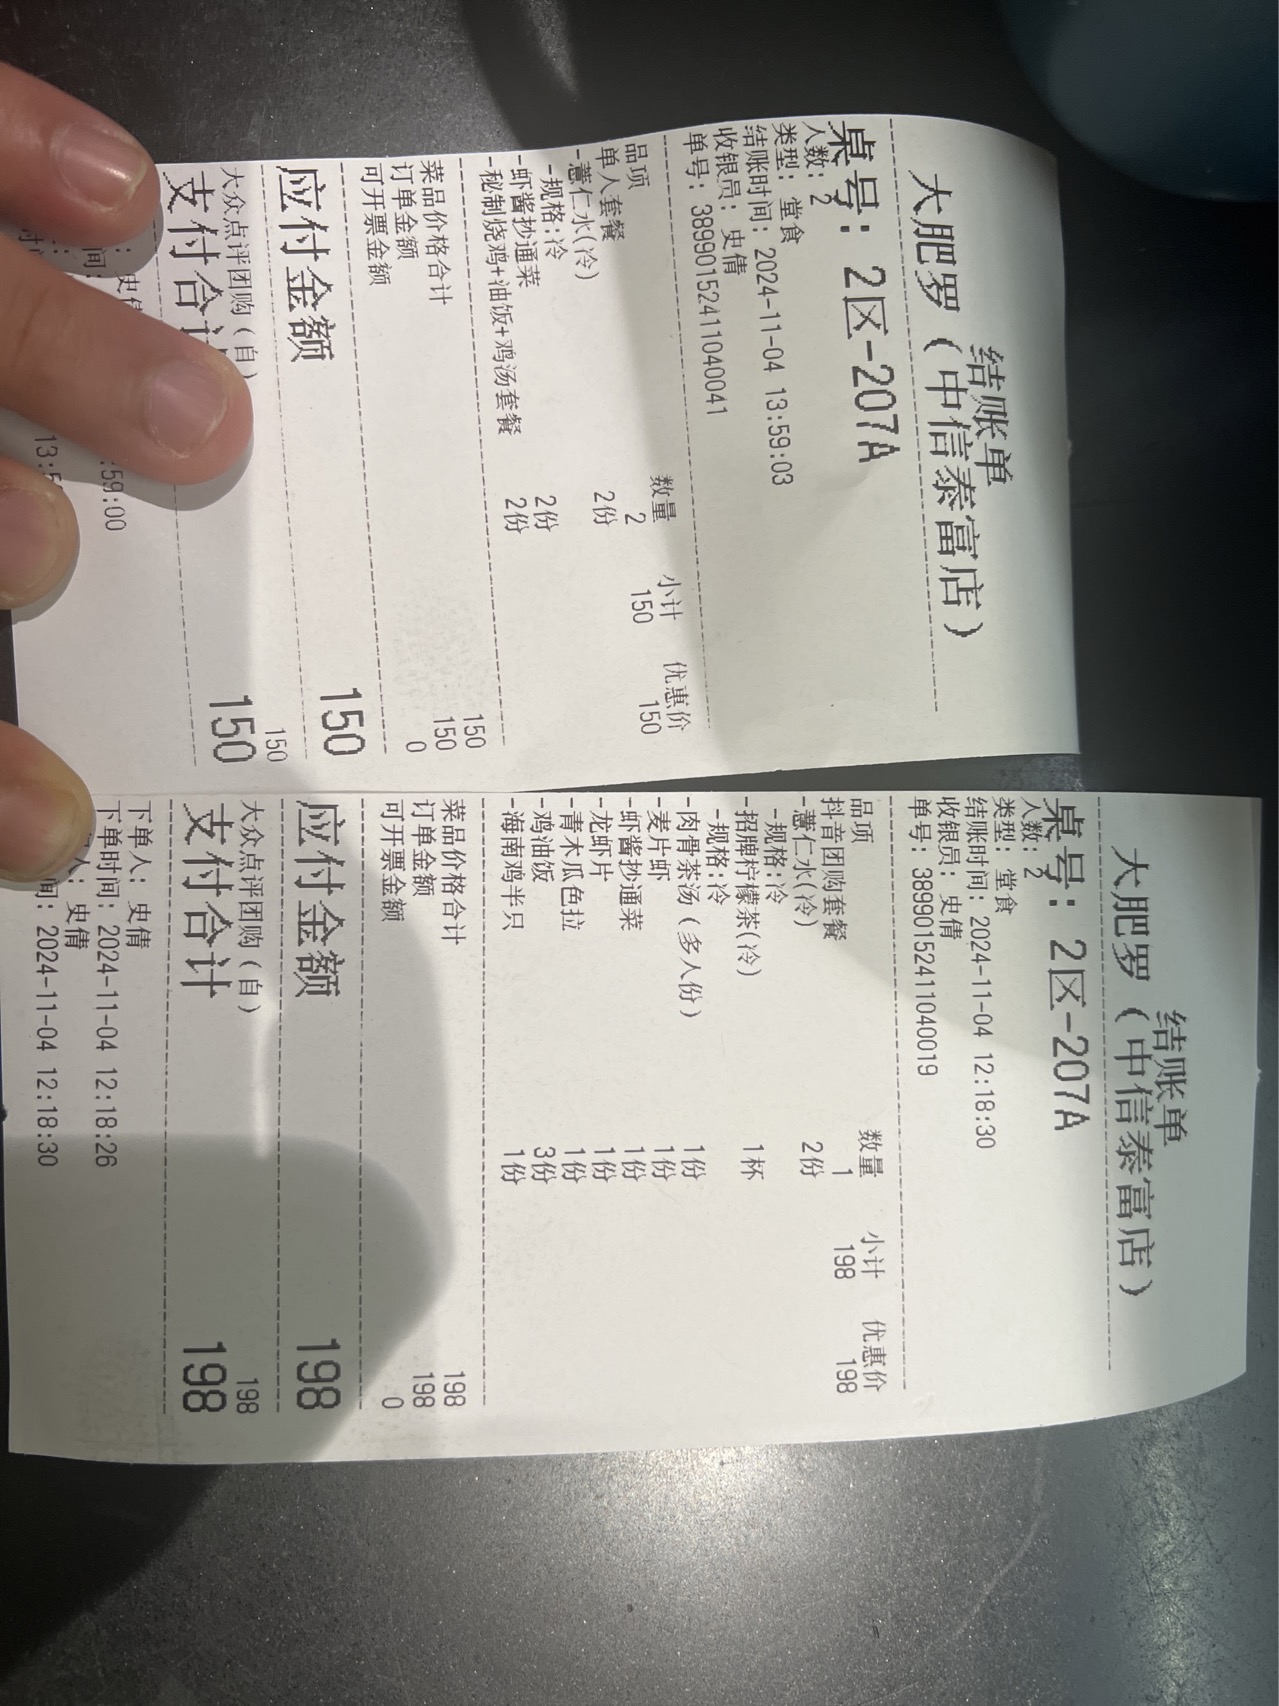 结账单
大肥罗（中信泰富店）
桌号：2区-207A
人数：2
类型：堂食
结账时间：2024-11-04 13:59:03
收银员：史倩
单号：3899015241104​0041
品项 数量 小计 优惠价
单人套餐 2 150 150
-薏仁水(冷) 2份
-规格:冷
-虾酱抄通菜 2份
-秘制烧鸡+油饭+鸡汤套餐 2份
菜品价格合计 150
订单金额 150
可开票金额 0
应付金额 150
大众点评团购(自) 150
支付合计 150
: 史倩
间: :59:00
13:5
结账单
大肥罗（中信泰富店）
桌号：2区-207A
人数：2
类型：堂食
结账时间：2024-11-04 12:18:30
收银员：史倩
单号：38990152411040019
品项 数量 小计 优惠价
抖音团购套餐 1 198 198
-薏仁水(冷) 2份
-规格:冷
-招牌柠檬茶(冷) 1杯
-规格:冷
-肉骨茶汤(多人份) 1份
-麦片虾 1份
-虾酱抄通菜 1份
-龙虾片 1份
-青木瓜色拉 1份
-鸡油饭 3份
-海南鸡半只 1份
菜品价格合计 198
订单金额 198
可开票金额 0
应付金额 198
大众点评团购(自) 198
支付合计 198
下单人：史倩
下单时间：2024-11-04 12:18:26
人：史倩
间：2024-11-04 12:18:30